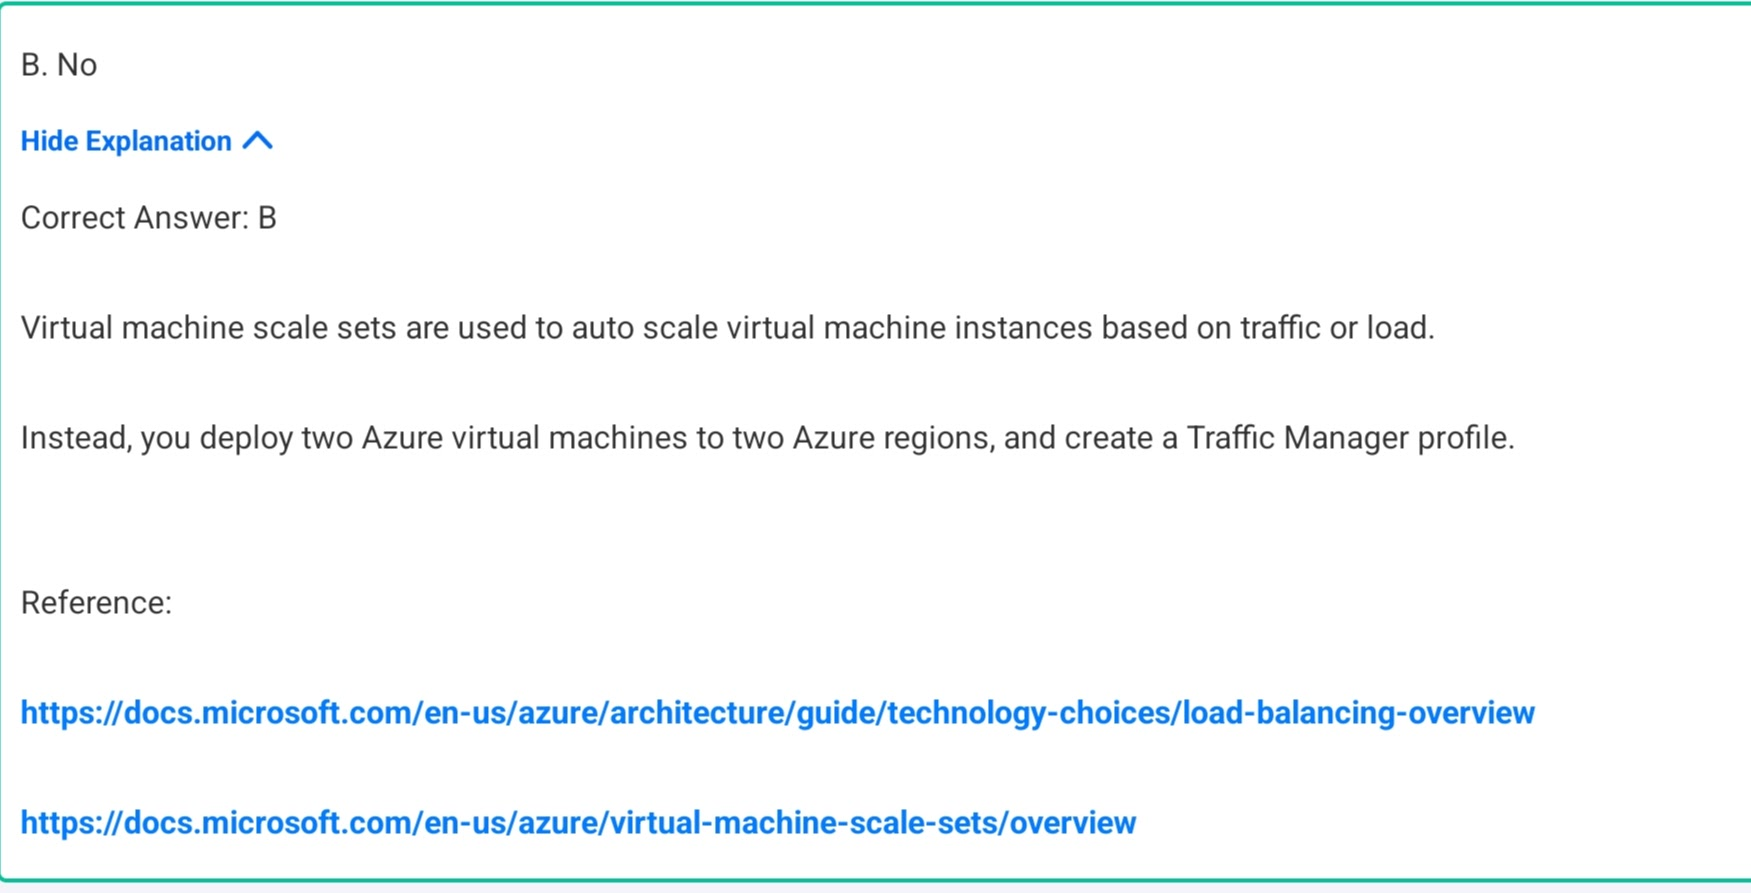 B. No
Hide Explanation
Correct Answer: B
Virtual machine scale sets are used to auto scale virtual machine instances based on traffic or load.
Instead, you deploy two Azure virtual machines to two Azure regions, and create a Traffic Manager profile.
Reference:
https://docs.microsoft.com/en-us/azure/architecture/guide/technology-choices/load-balancing-overview
https://docs.microsoft.com/en-us/azure/virtual-machine-scale-sets/overview